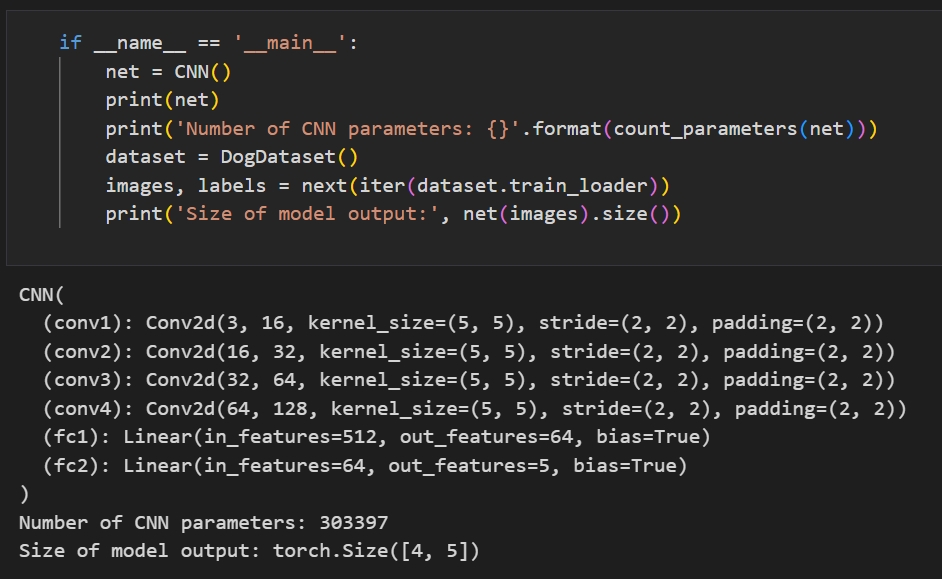 if __name__ == '__main__':
    net = CNN()
    print(net)
    print('Number of CNN parameters: {}'.format(count_parameters(net)))
    dataset = DogDataset()
    images, labels = next(iter(dataset.train_loader))
    print('Size of model output:', net(images).size())
CNN(
  (conv1): Conv2d(3, 16, kernel_size=(5, 5), stride=(2, 2), padding=(2, 2))
  (conv2): Conv2d(16, 32, kernel_size=(5, 5), stride=(2, 2), padding=(2, 2))
  (conv3): Conv2d(32, 64, kernel_size=(5, 5), stride=(2, 2), padding=(2, 2))
  (conv4): Conv2d(64, 128, kernel_size=(5, 5), stride=(2, 2), padding=(2, 2))
  (fc1): Linear(in_features=512, out_features=64, bias=True)
  (fc2): Linear(in_features=64, out_features=5, bias=True)
)
Number of CNN parameters: 303397
Size of model output: torch.Size([4, 5])